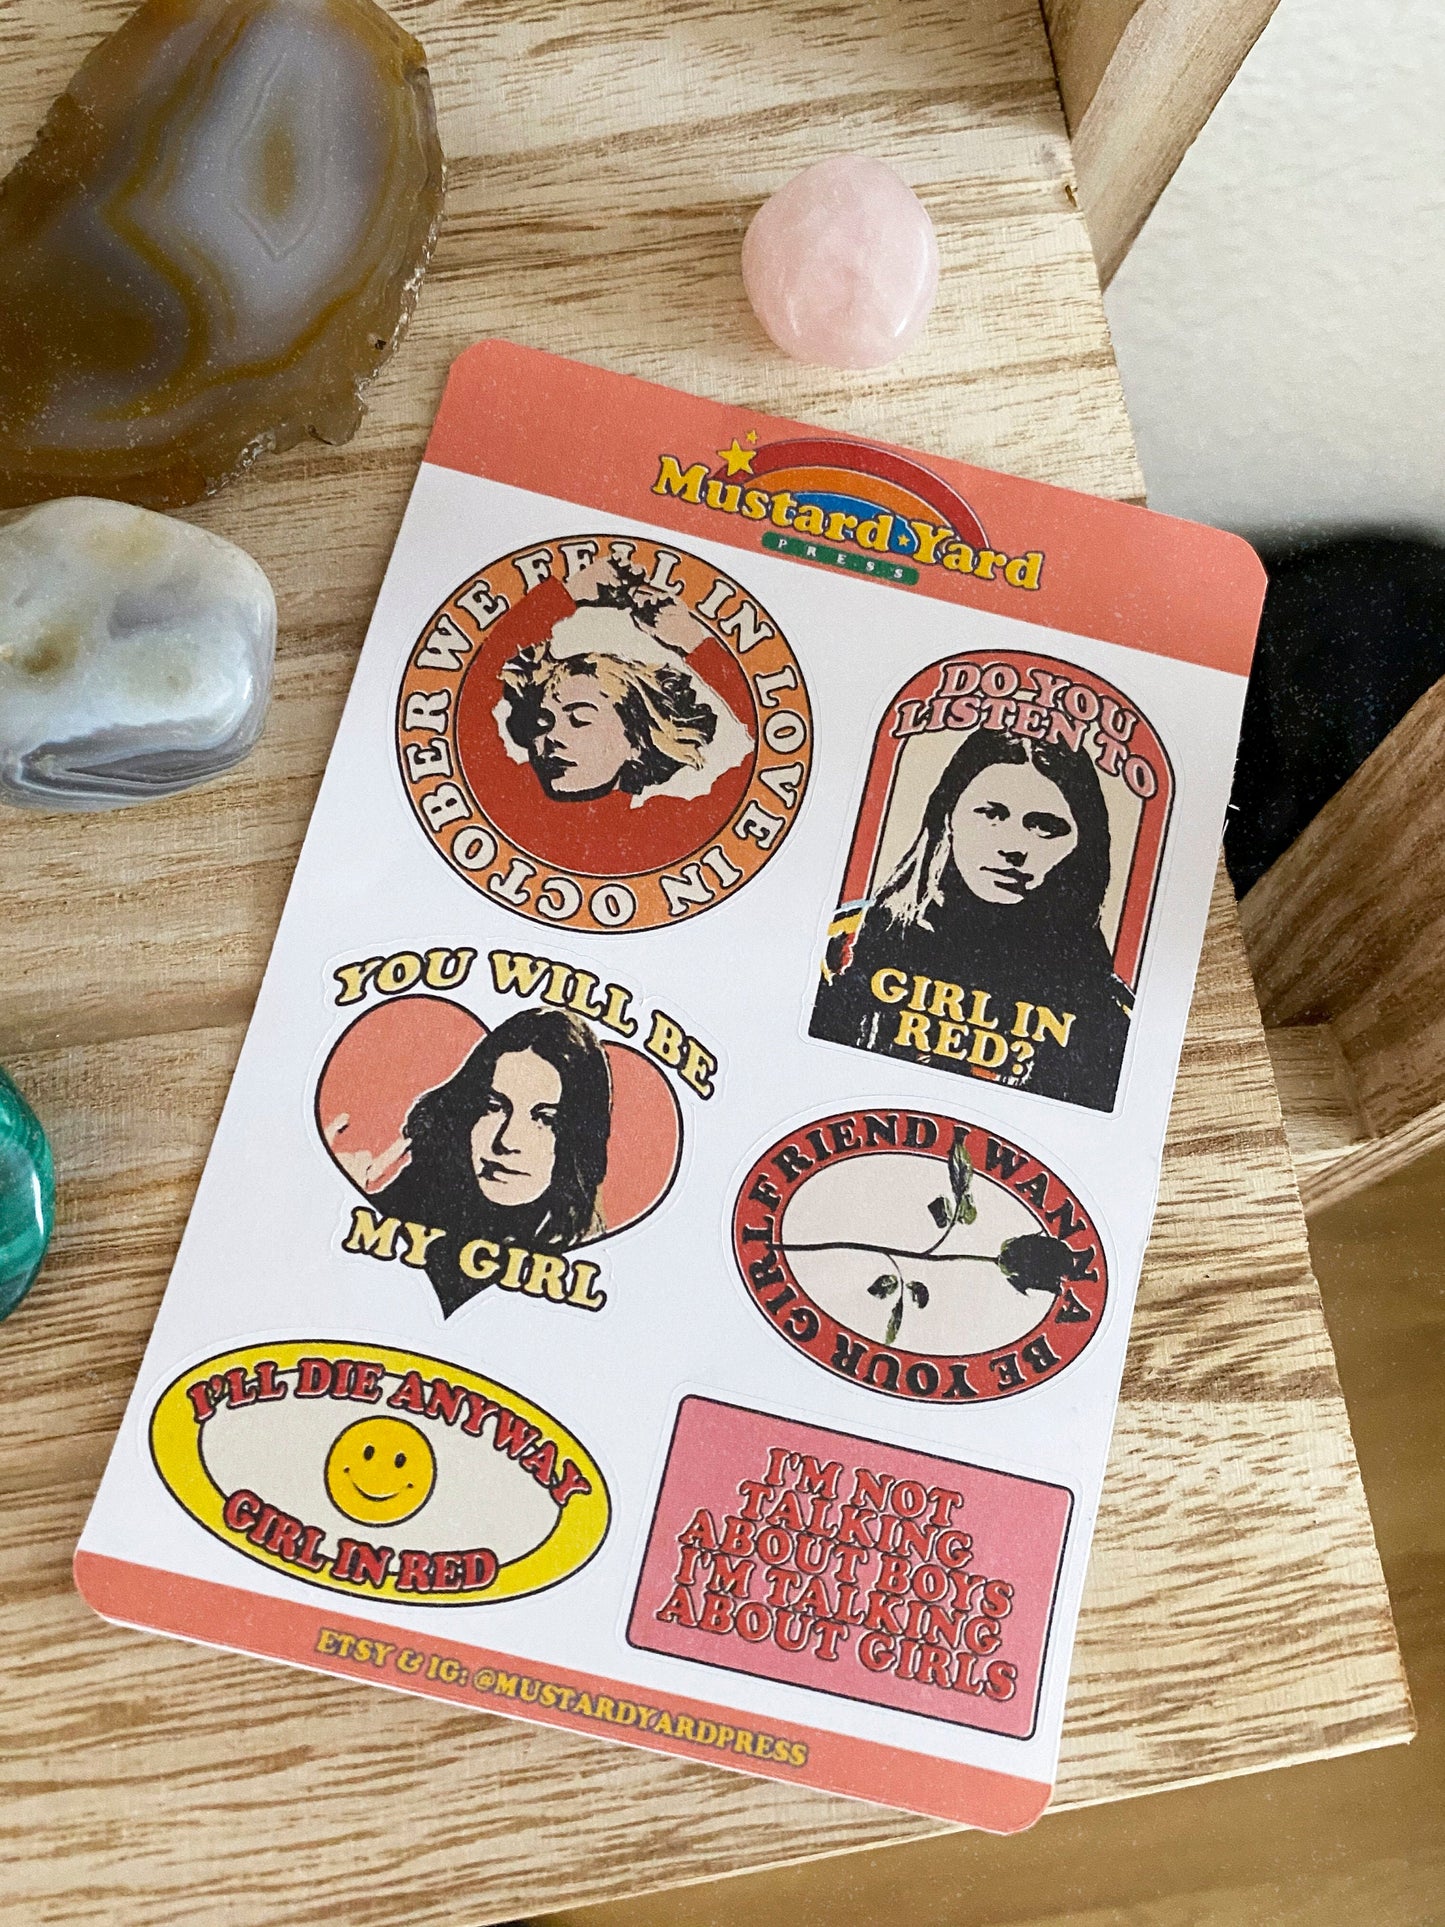 Mustard Yard
PRESS
WE FELL IN LOVE IN OCTOBER
DO YOU
LISTEN TO
GIRL IN
RED?
YOU WILL BE
MY GIRL
I WANNA BE YOUR GIRLFRIEND
I'LL DIE ANYWAY
GIRL IN RED
I'M NOT
TALKING
ABOUT BOYS
I'M TALKING
ABOUT GIRLS
ETSY & IG: @MUSTARDYARDPRESS